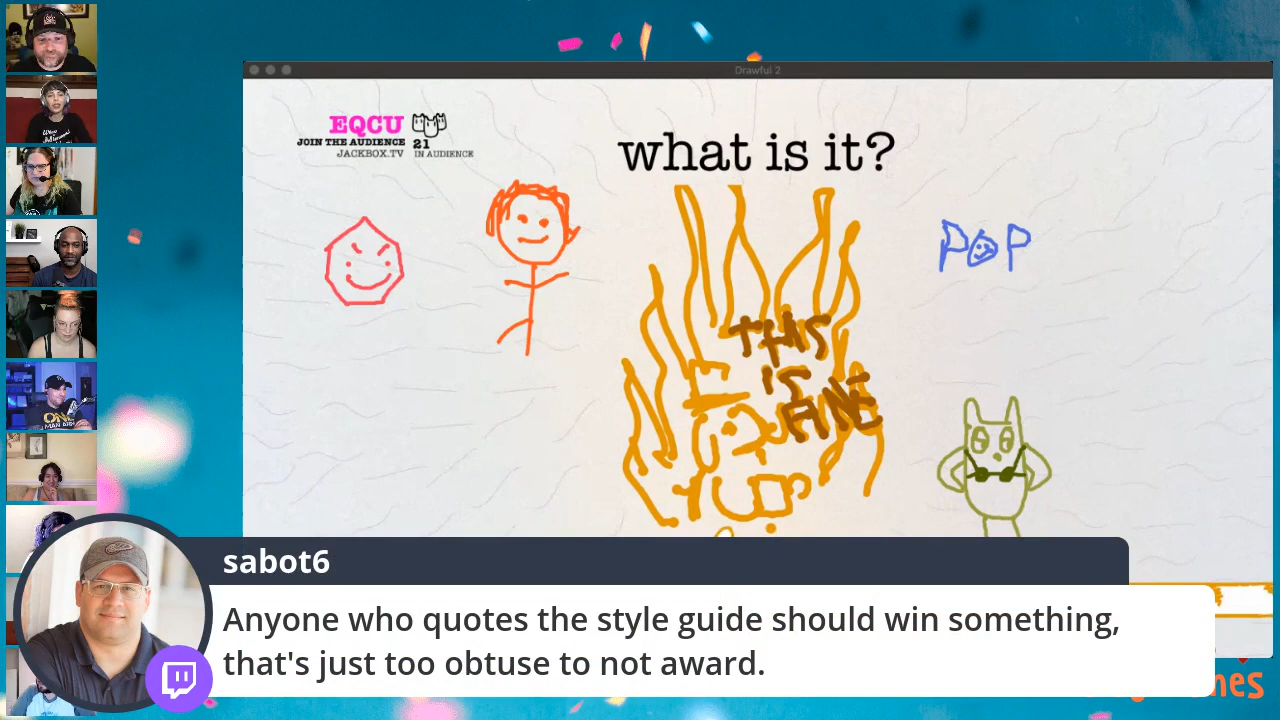 Drawful 2
EQCU
JOIN THE AUDIENCE 21
JACKBOX.TV IN AUDIENCE
what is it?
POP
THIS
IS
FINE
YUP
sabot6
Anyone who quotes the style guide should win something,
that's just too obtuse to not award.